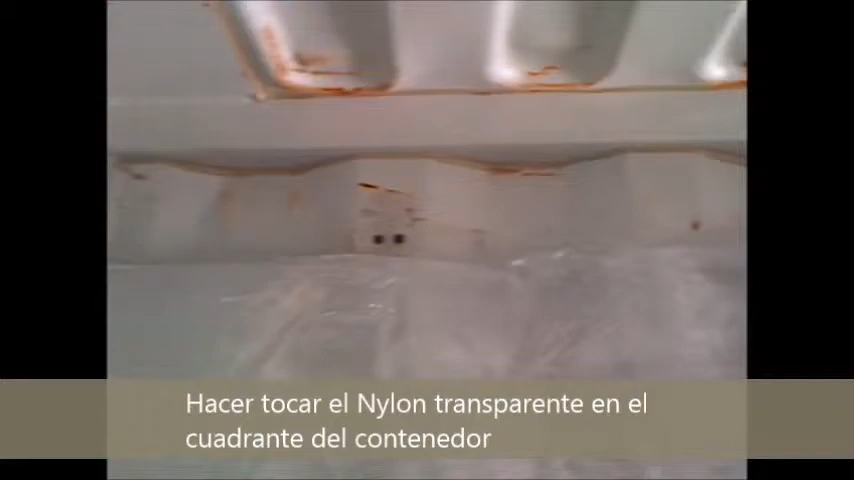 Hacer tocar el Nylon transparente en el
cuadrante del contenedor